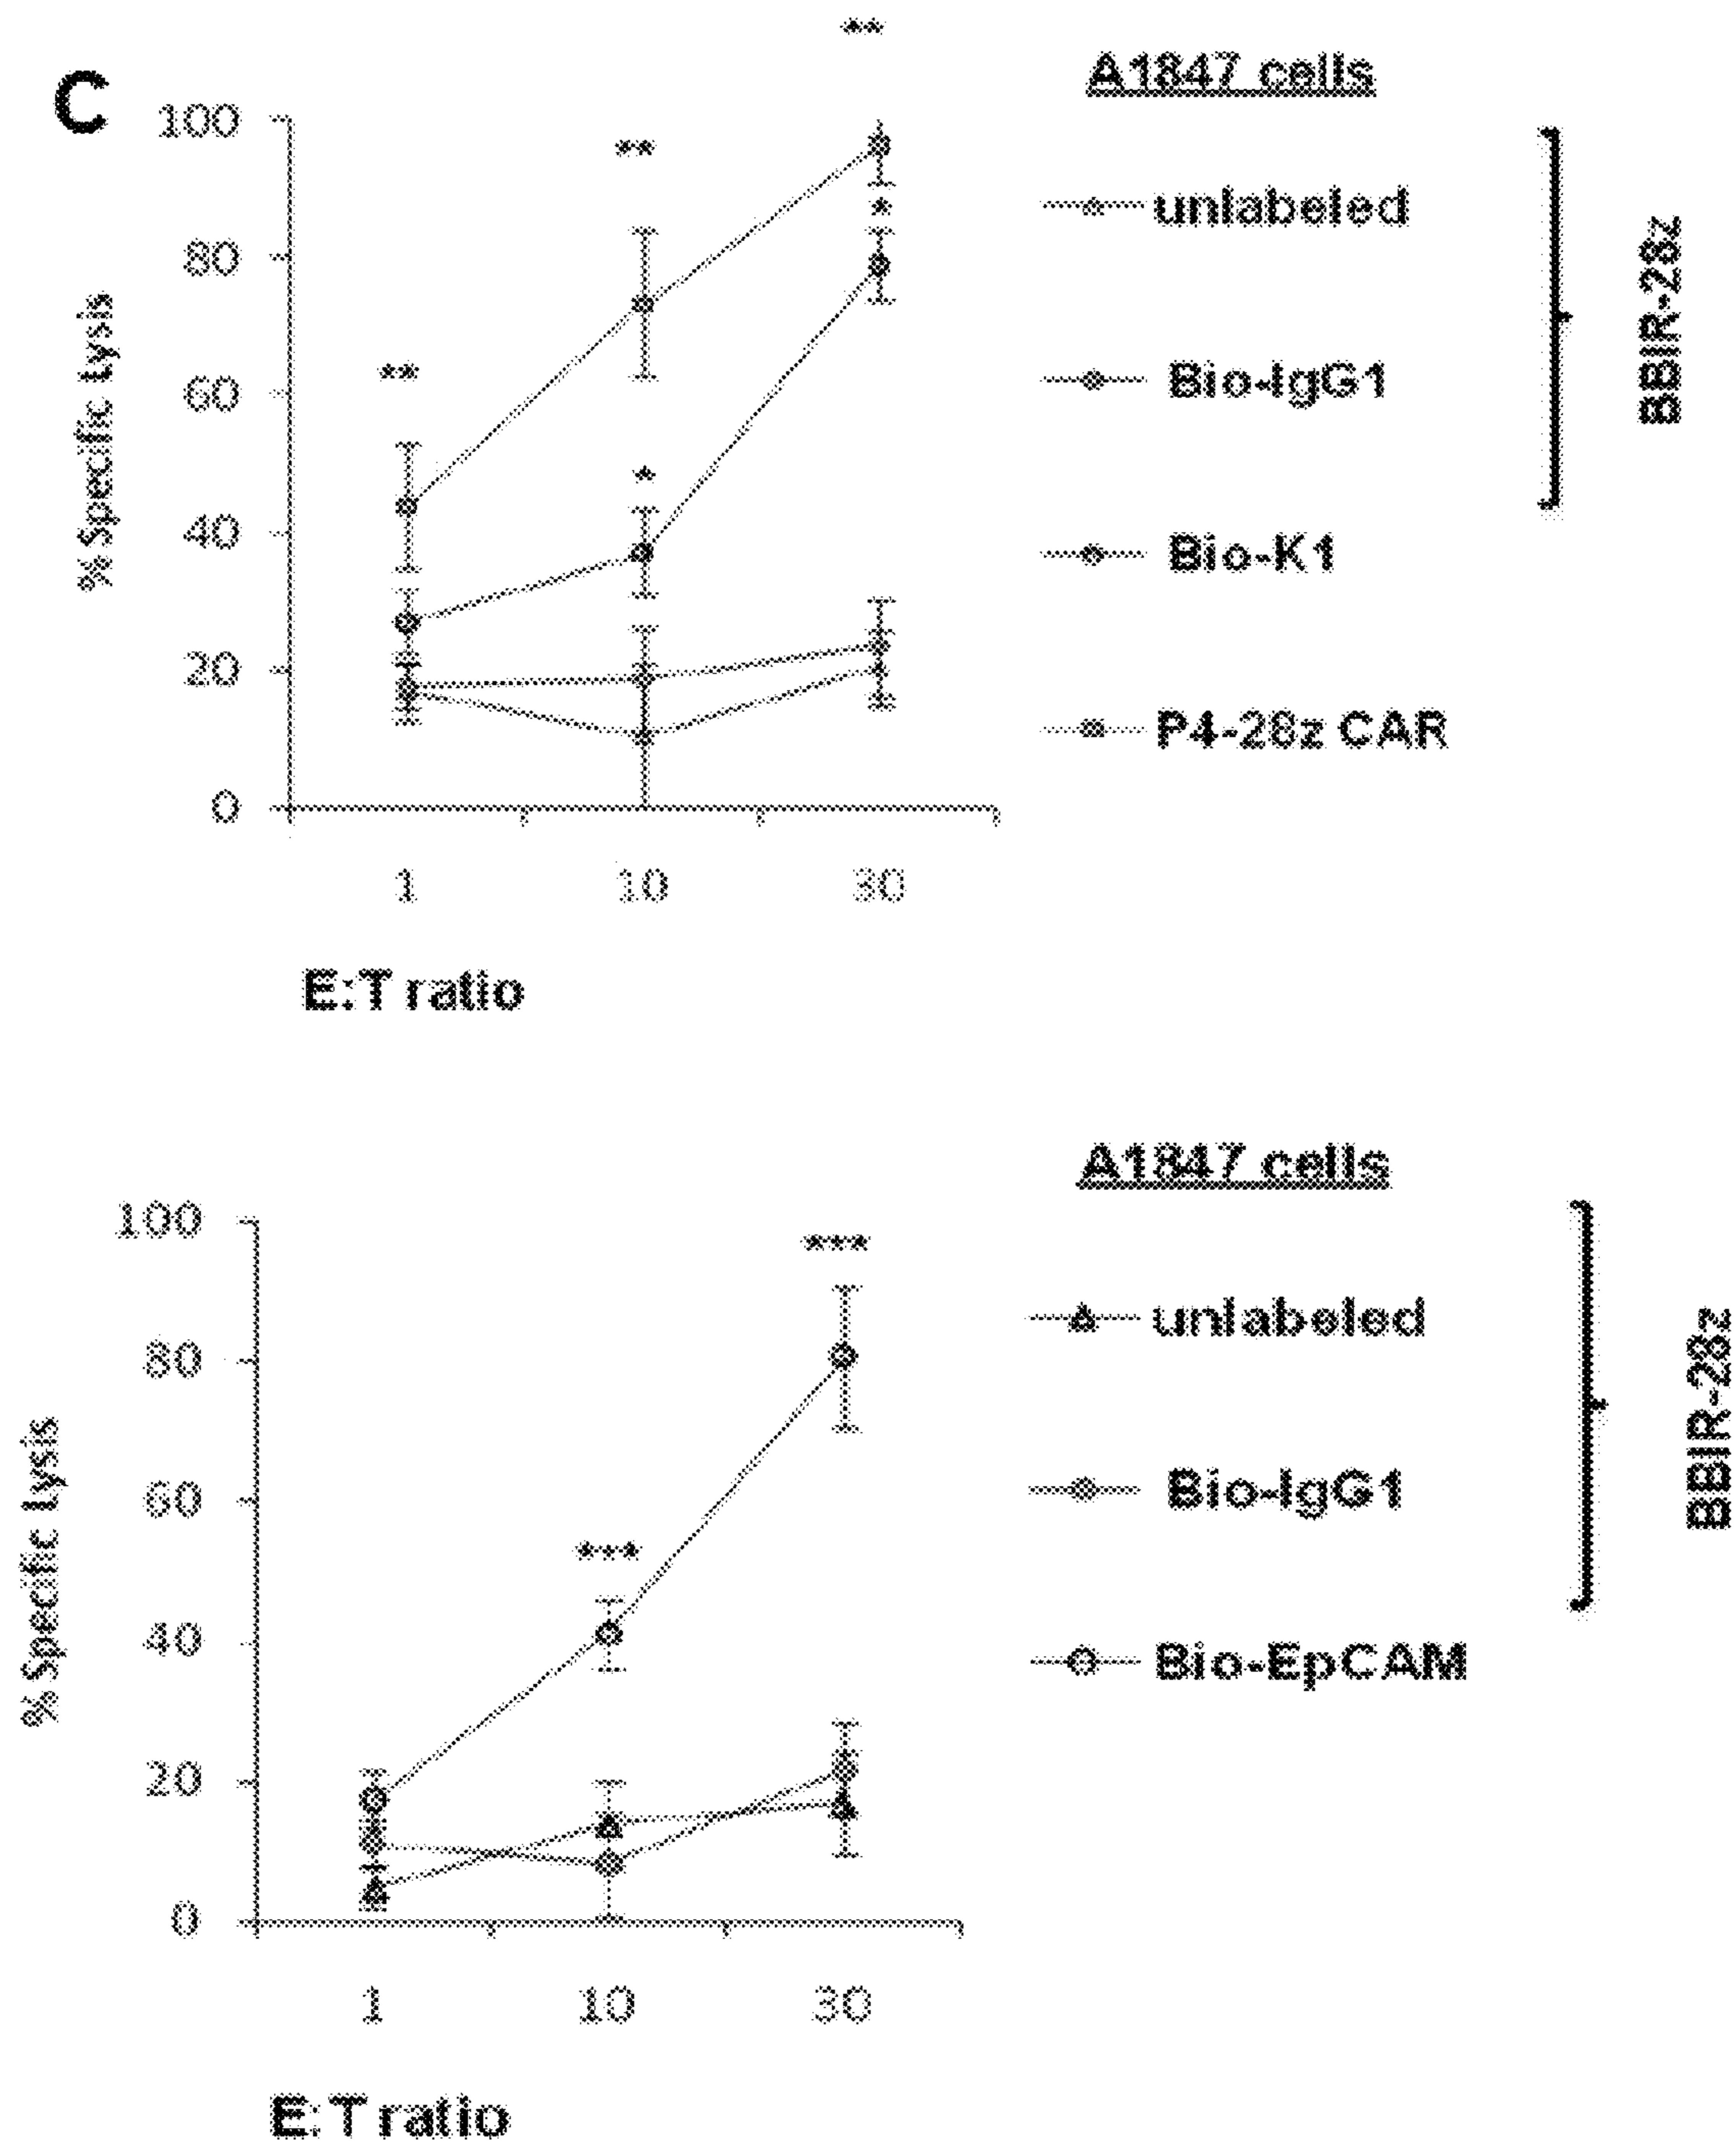 C
**
A1847 cells
100
**
unlabeled
80
*
% Specific Lysis
**
60
Bio-IgG1
BBIR-28z
*
40
Bio-K1
20
P4-28z CAR
0
1 10 30
E:T ratio
A1847 cells
100
***
unlabeled
80
% Specific Lysis
60
***
Bio-IgG1
BBIR-28z
40
Bio-EpCAM
20
0
1 10 30
E:T ratio